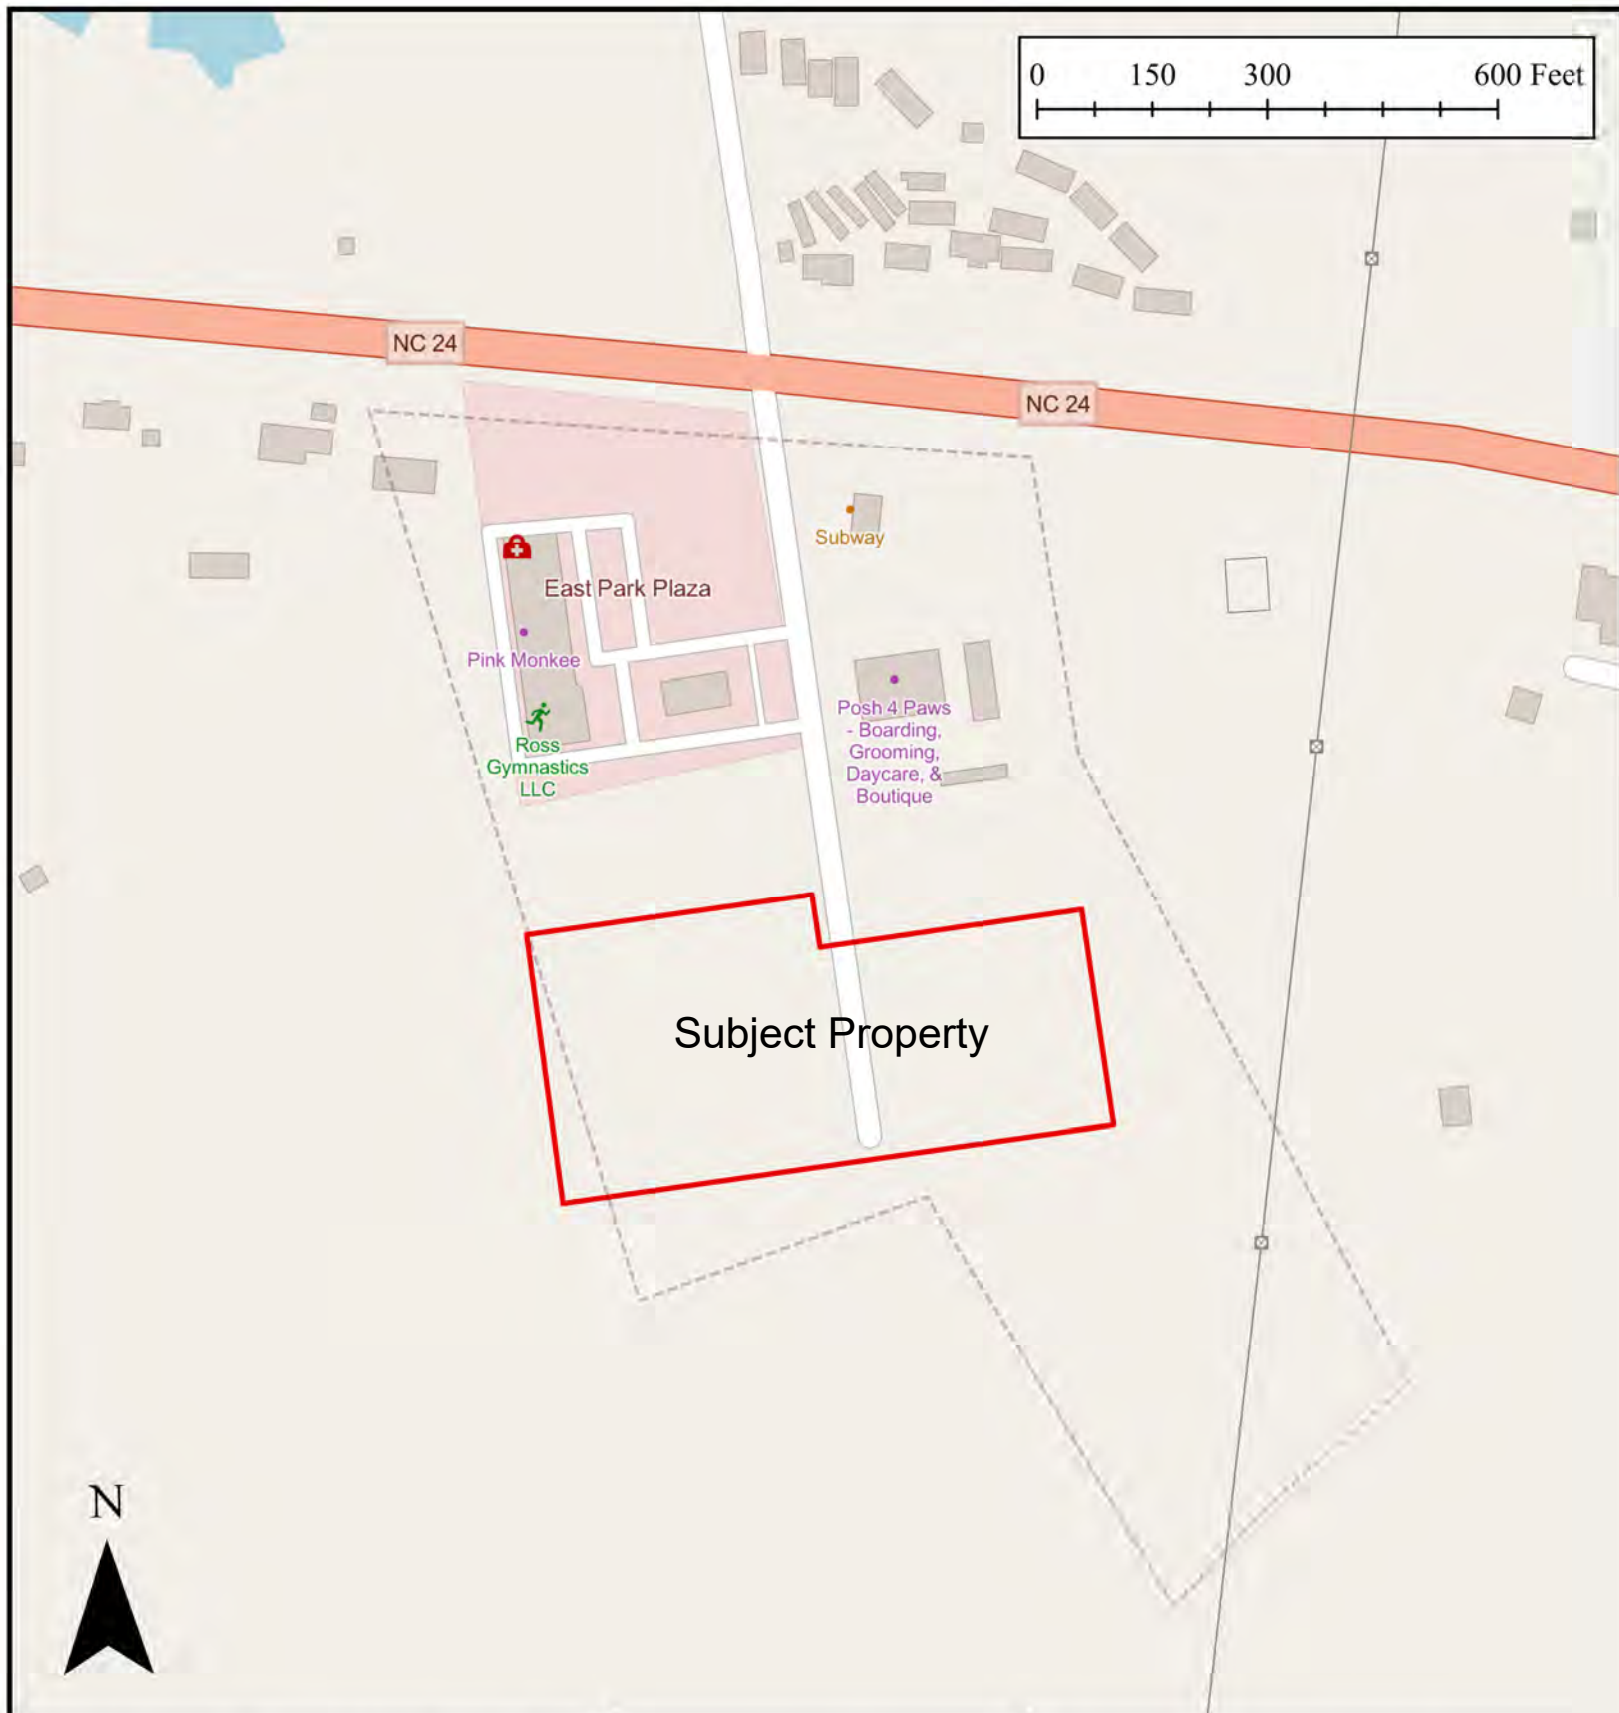 0 150 300 600 Feet
NC 24
NC 24
Subway
East Park Plaza
Pink Monkee
Posh 4 Paws
- Boarding,
Grooming,
Daycare, &
Boutique
Ross
Gymnastics
LLC
Subject Property
N